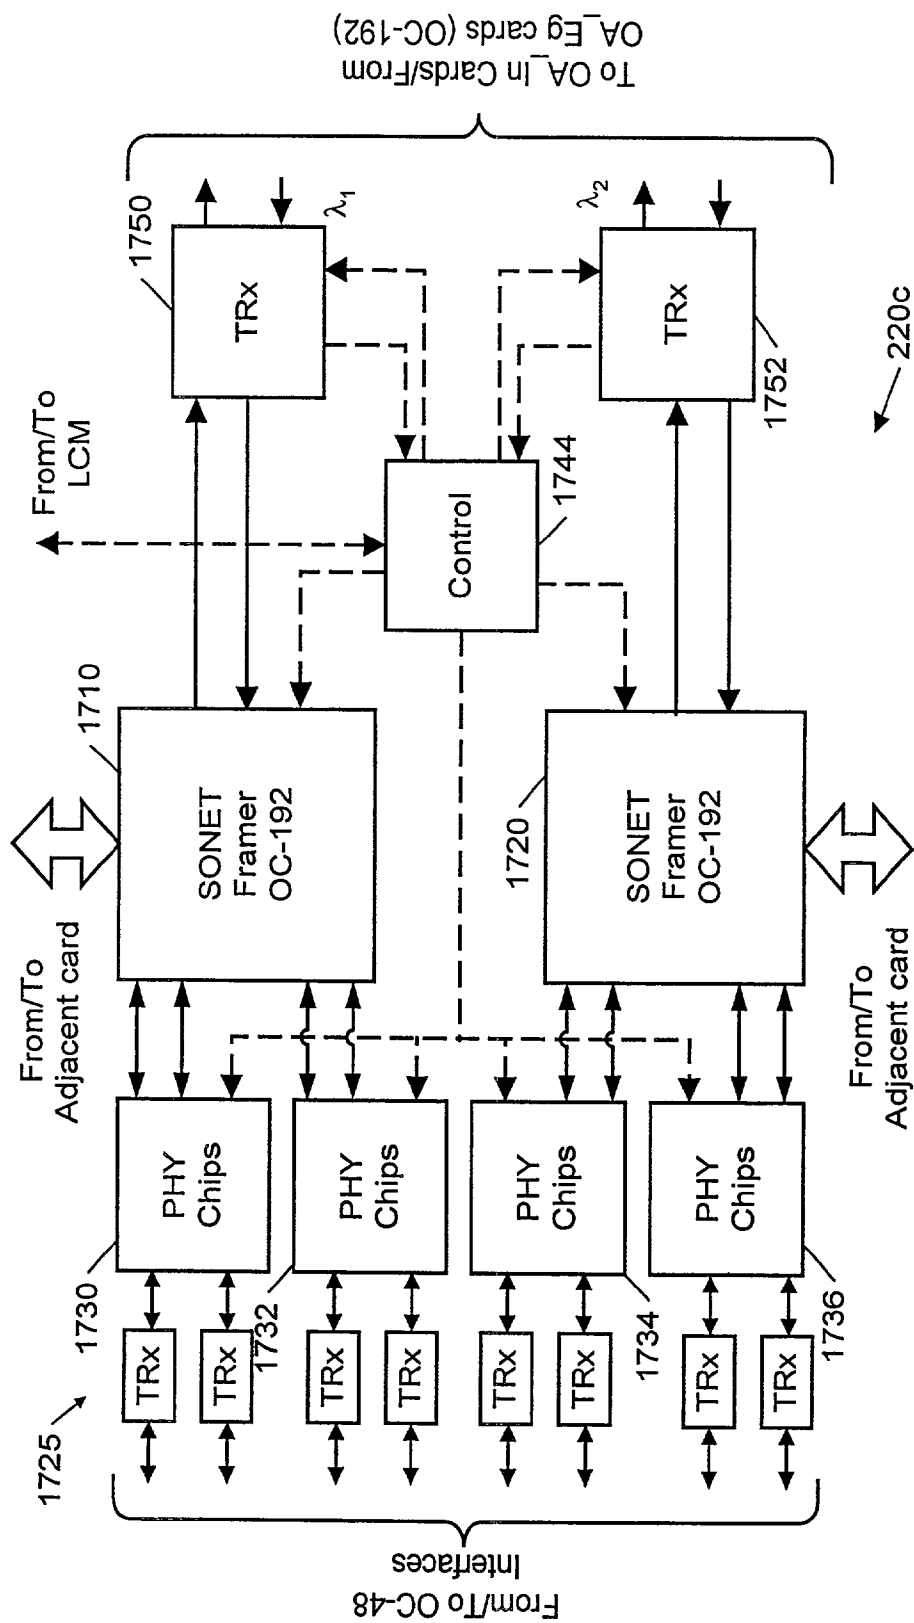 1725
TRx
TRx
TRx
TRx
TRx
TRx
TRx
TRx
From/To OC-48
Interfaces
1730
PHY
Chips
1732
PHY
Chips
1734
PHY
Chips
1736
PHY
Chips
From/To
Adjacent card
1710
SONET
Framer
OC-192
1720
SONET
Framer
OC-192
From/To
Adjacent card
From/To
LCM
Control
1744
1750
TRx
λ1
1752
TRx
λ2
To OA_In Cards/From
OA_Eg cards (OC-192)
220c